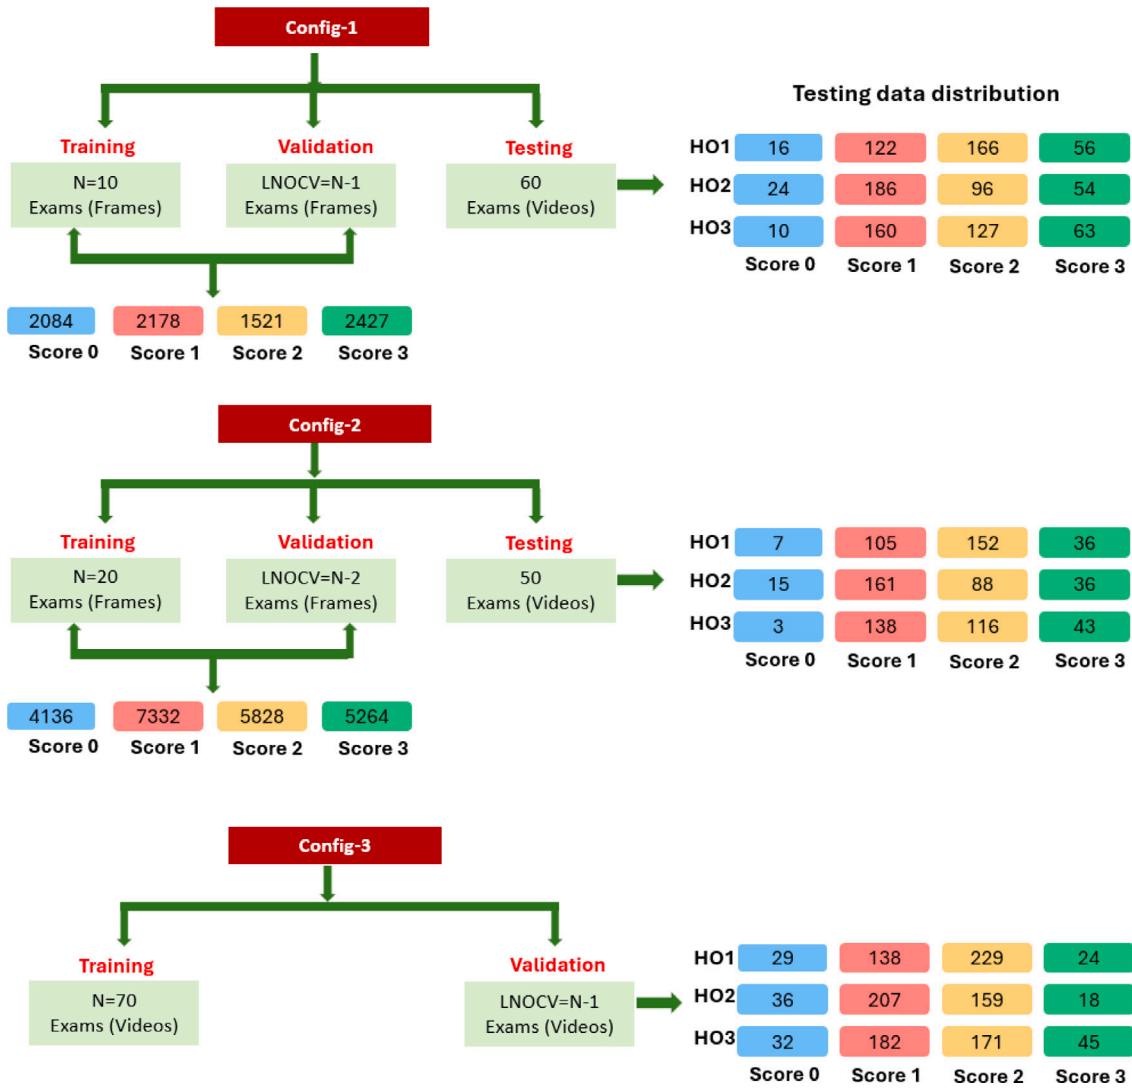 Config-1
Testing data distribution
Training Validation Testing
N=10 LNOCV=N-1 60
Exams (Frames) Exams (Frames) Exams (Videos)
HO1 16 122 166 56
HO2 24 186 96 54
HO3 10 160 127 63
Score 0 Score 1 Score 2 Score 3
2084 2178 1521 2427
Score 0 Score 1 Score 2 Score 3
Config-2
Training Validation Testing
N=20 LNOCV=N-2 50
Exams (Frames) Exams (Frames) Exams (Videos)
HO1 7 105 152 36
HO2 15 161 88 36
HO3 3 138 116 43
Score 0 Score 1 Score 2 Score 3
4136 7332 5828 5264
Score 0 Score 1 Score 2 Score 3
Config-3
Training Validation
N=70 LNOCV=N-1
Exams (Videos) Exams (Videos)
HO1 29 138 229 24
HO2 36 207 159 18
HO3 32 182 171 45
Score 0 Score 1 Score 2 Score 3